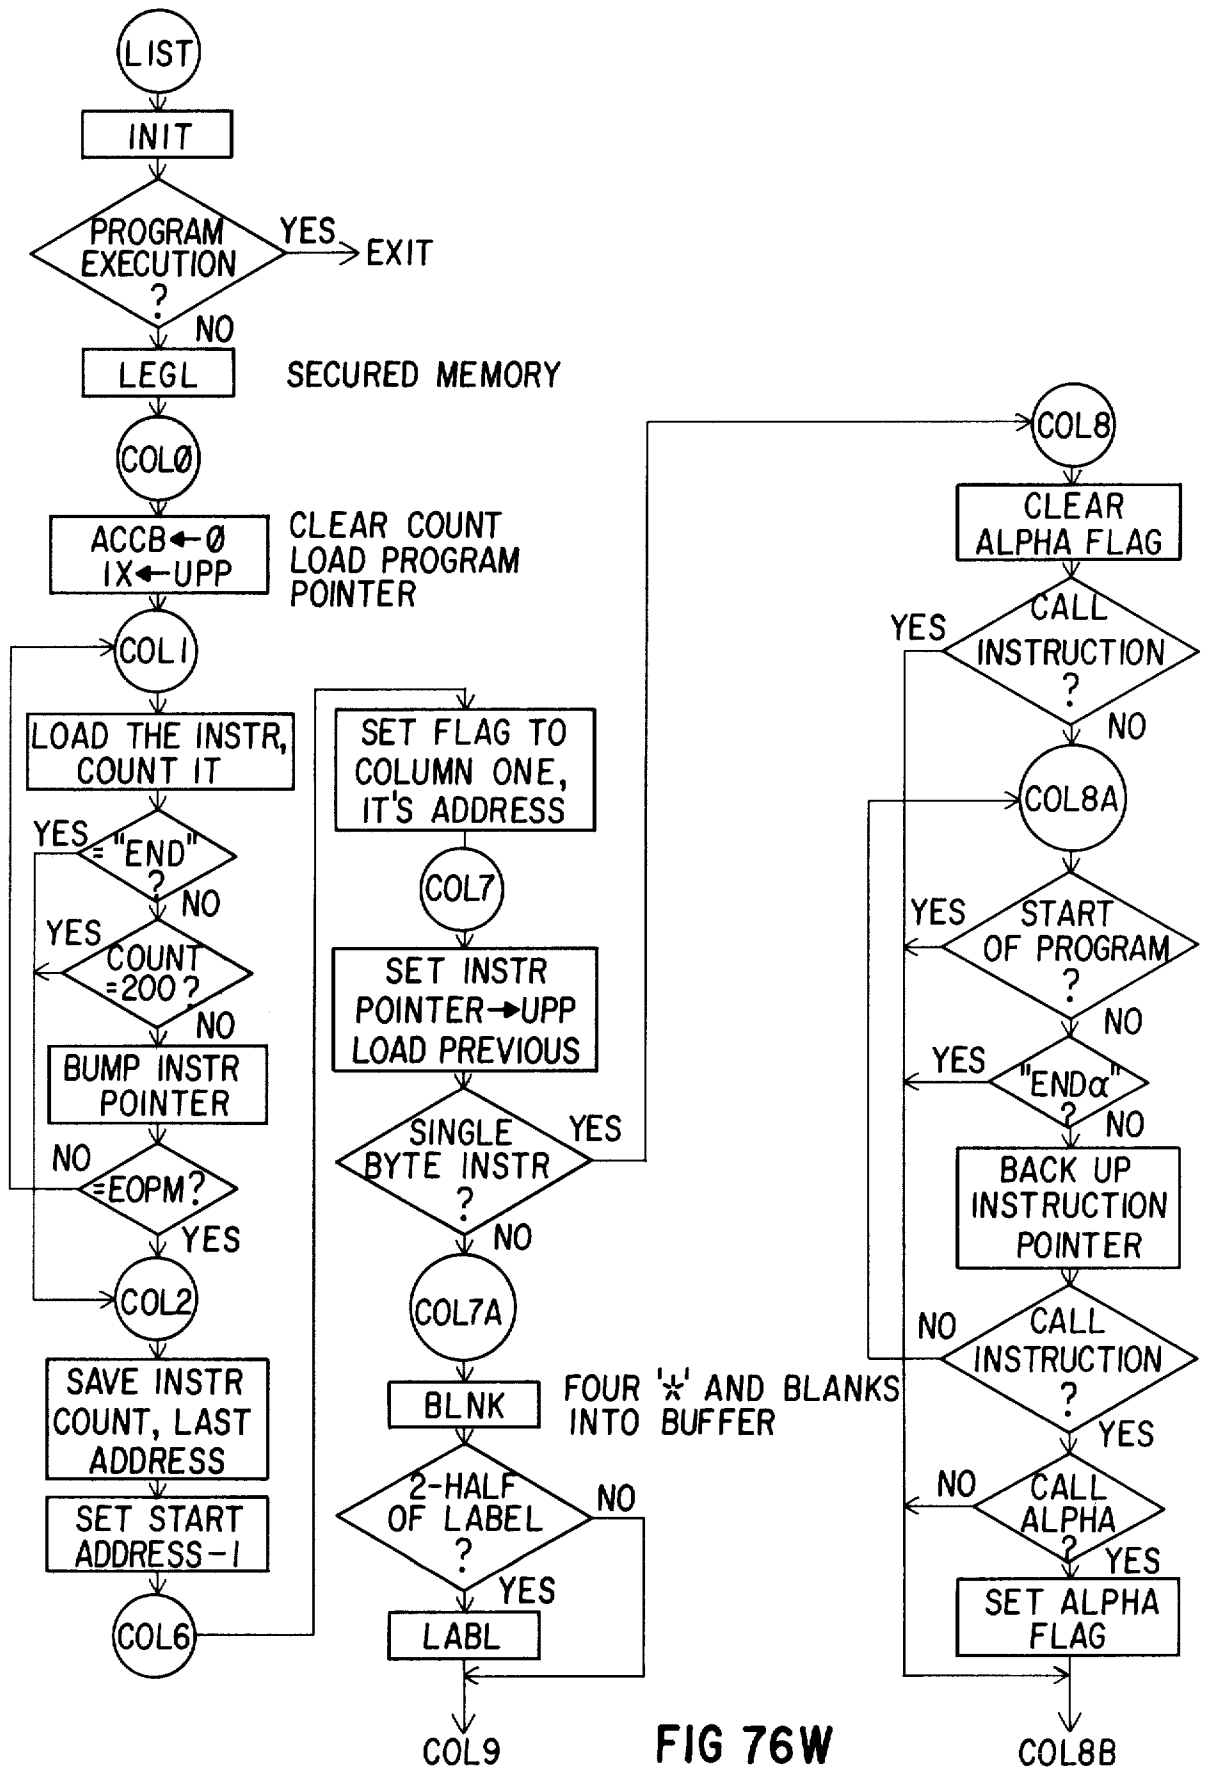 LIST
INIT
PROGRAM
EXECUTION
?
YES
EXIT
NO
LEGL
SECURED MEMORY
COLØ
ACCB←Ø
IX←UPP
CLEAR COUNT
LOAD PROGRAM
POINTER
COL1
LOAD THE INSTR,
COUNT IT
YES
="END"
?
NO
YES
COUNT
=200?
NO
BUMP INSTR
POINTER
NO
=EOPM?
YES
COL2
SAVE INSTR
COUNT, LAST
ADDRESS
SET START
ADDRESS-1
COL6
SET FLAG TO
COLUMN ONE,
IT'S ADDRESS
COL7
SET INSTR
POINTER→UPP
LOAD PREVIOUS
SINGLE
BYTE INSTR
?
YES
NO
COL7A
BLNK
FOUR '*' AND BLANKS
INTO BUFFER
2-HALF
OF LABEL
?
NO
YES
LABL
COL9
COL8
CLEAR
ALPHA FLAG
CALL
INSTRUCTION
?
YES
NO
COL8A
START
OF PROGRAM
?
YES
NO
"ENDα"
?
YES
NO
BACK UP
INSTRUCTION
POINTER
CALL
INSTRUCTION
?
NO
YES
CALL
ALPHA
?
NO
YES
SET ALPHA
FLAG
COL8B
FIG 76W